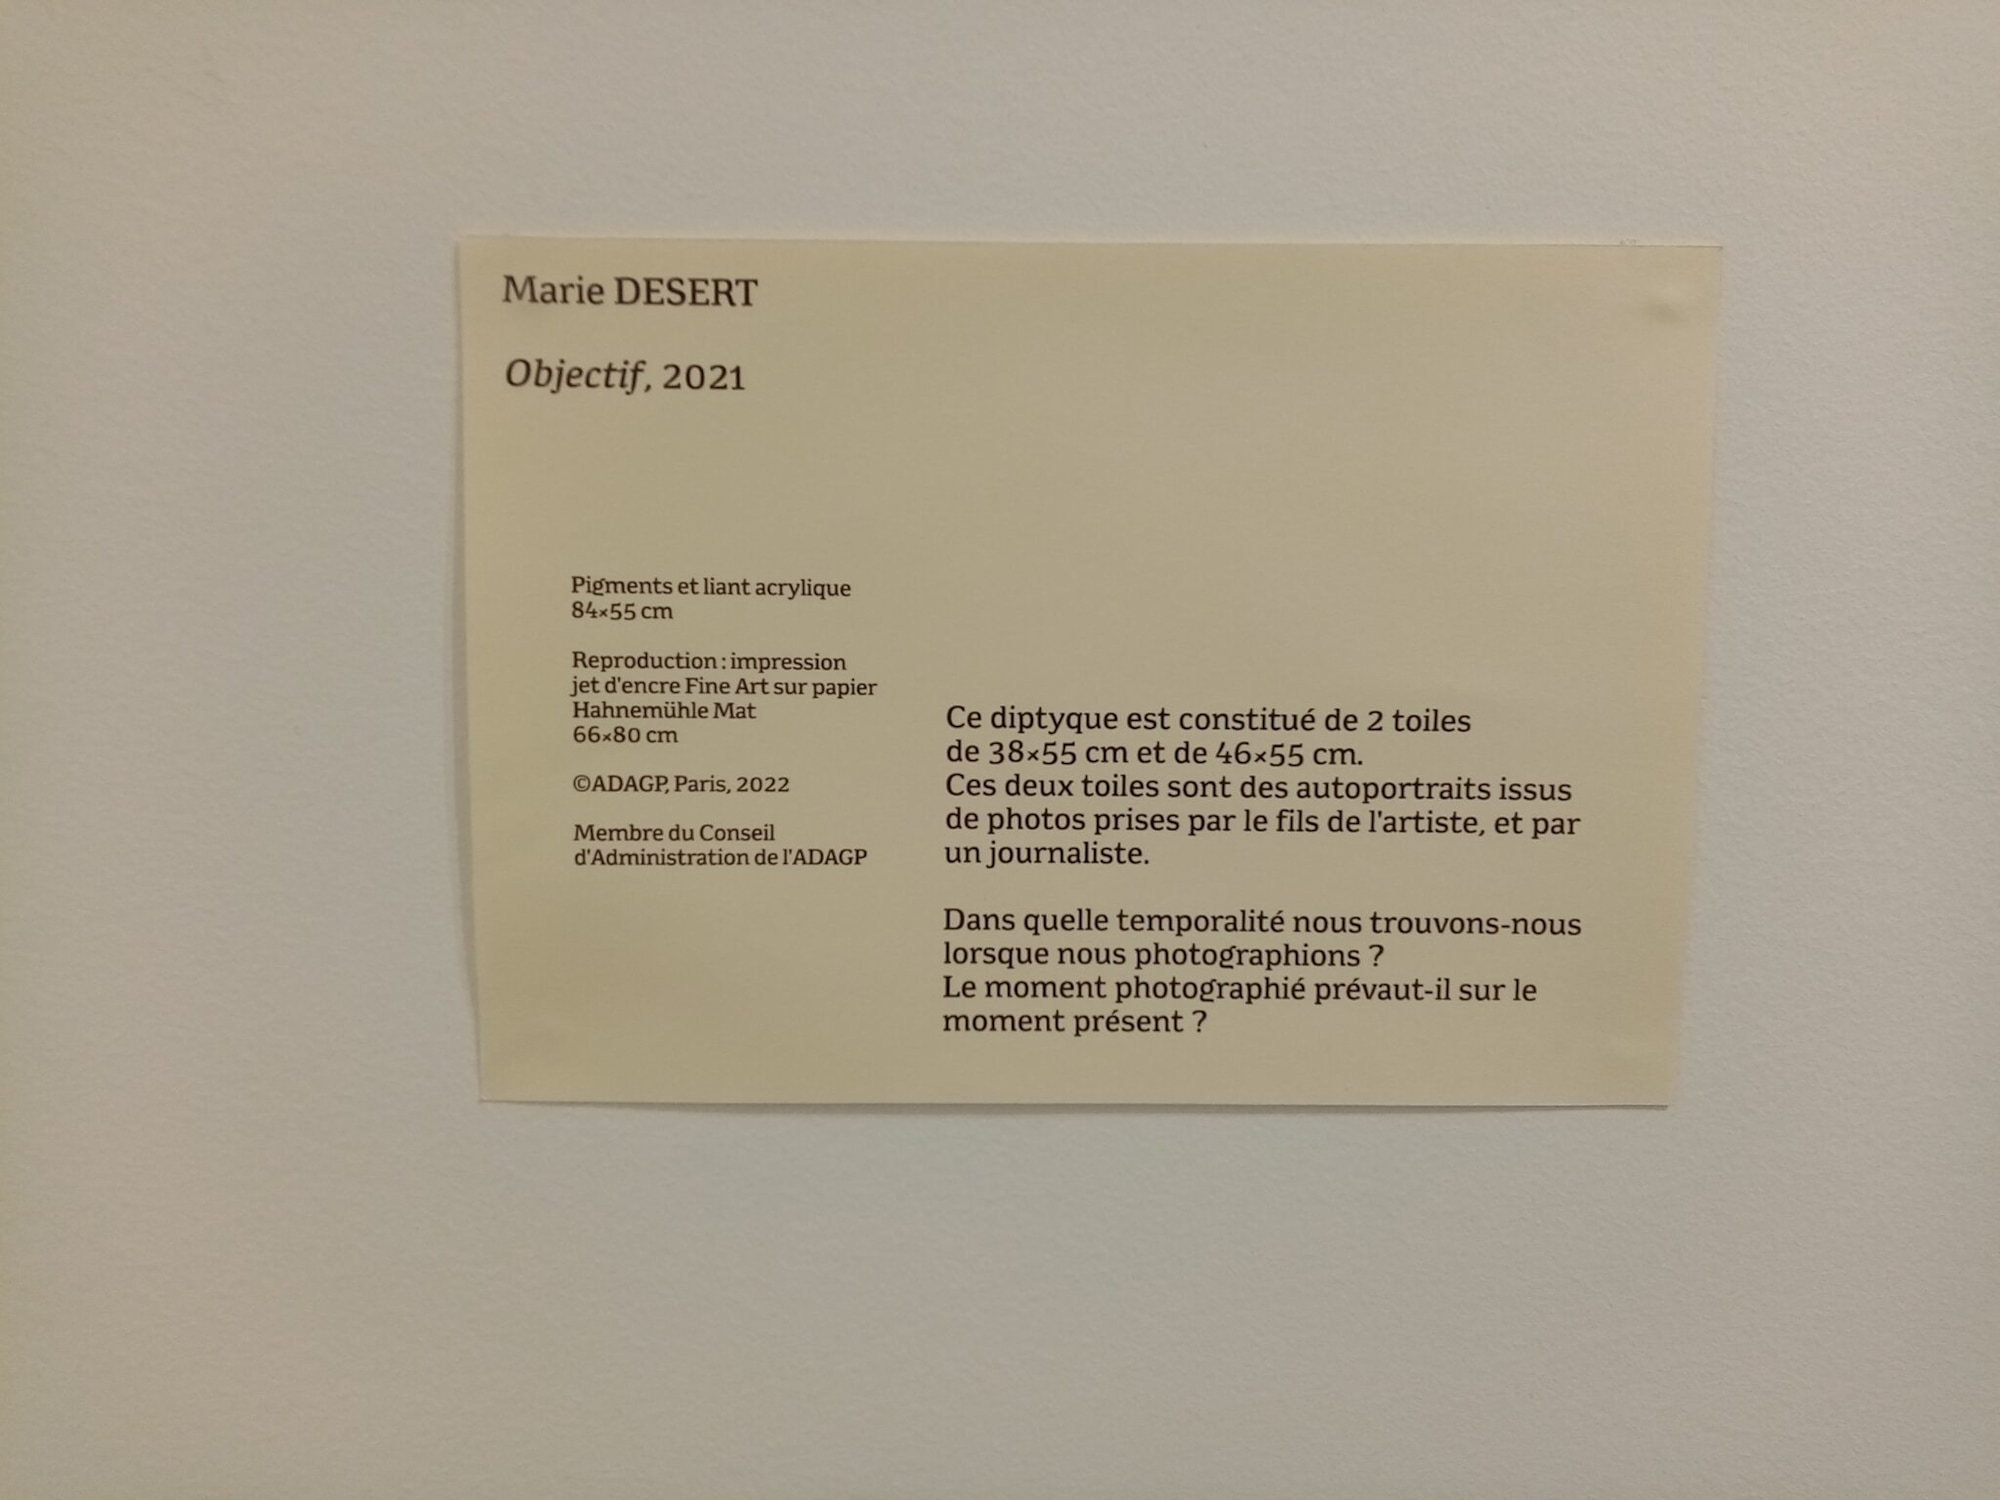 Marie DESERT
Objectif, 2021
Pigments et liant acrylique
84×55 cm
Reproduction : impression
jet d'encre Fine Art sur papier
Hahnemühle Mat
66×80 cm
©ADAGP, Paris, 2022
Membre du Conseil
d'Administration de l'ADAGP
Ce diptyque est constitué de 2 toiles
de 38×55 cm et de 46×55 cm.
Ces deux toiles sont des autoportraits issus
de photos prises par le fils de l'artiste, et par
un journaliste.
Dans quelle temporalité nous trouvons-nous
lorsque nous photographions ?
Le moment photographié prévaut-il sur le
moment présent ?